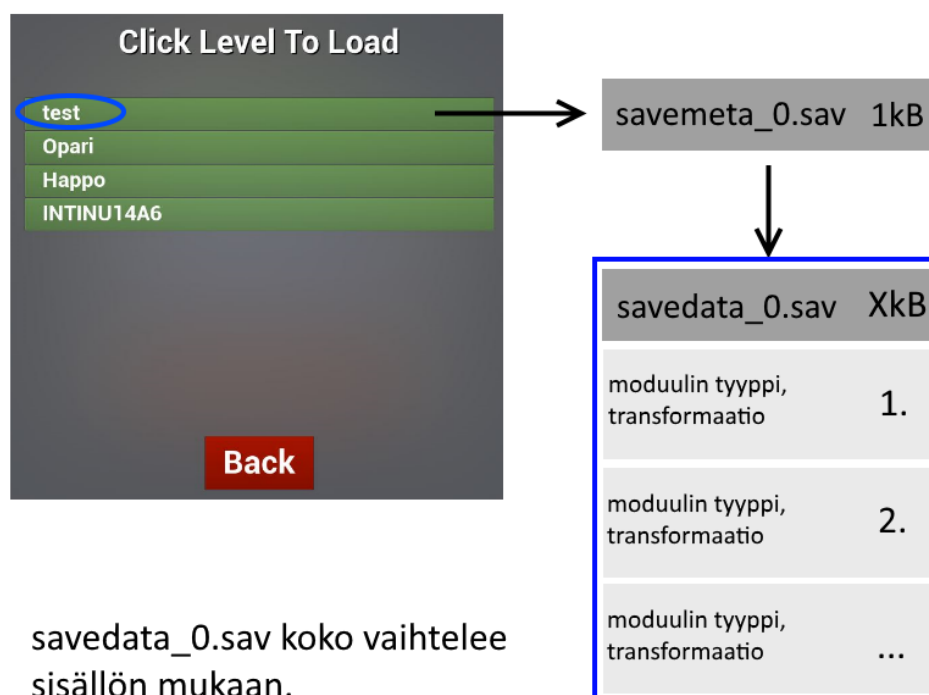 Click Level To Load
test
Opari
Happo
INTINU14A6
Back
savemeta_0.sav 1kB
savedata_0.sav XkB
moduulin tyyppi,
transformaatio
1.
moduulin tyyppi,
transformaatio
2.
moduulin tyyppi,
transformaatio
...
savedata_0.sav koko vaihtelee
sisällön mukaan.